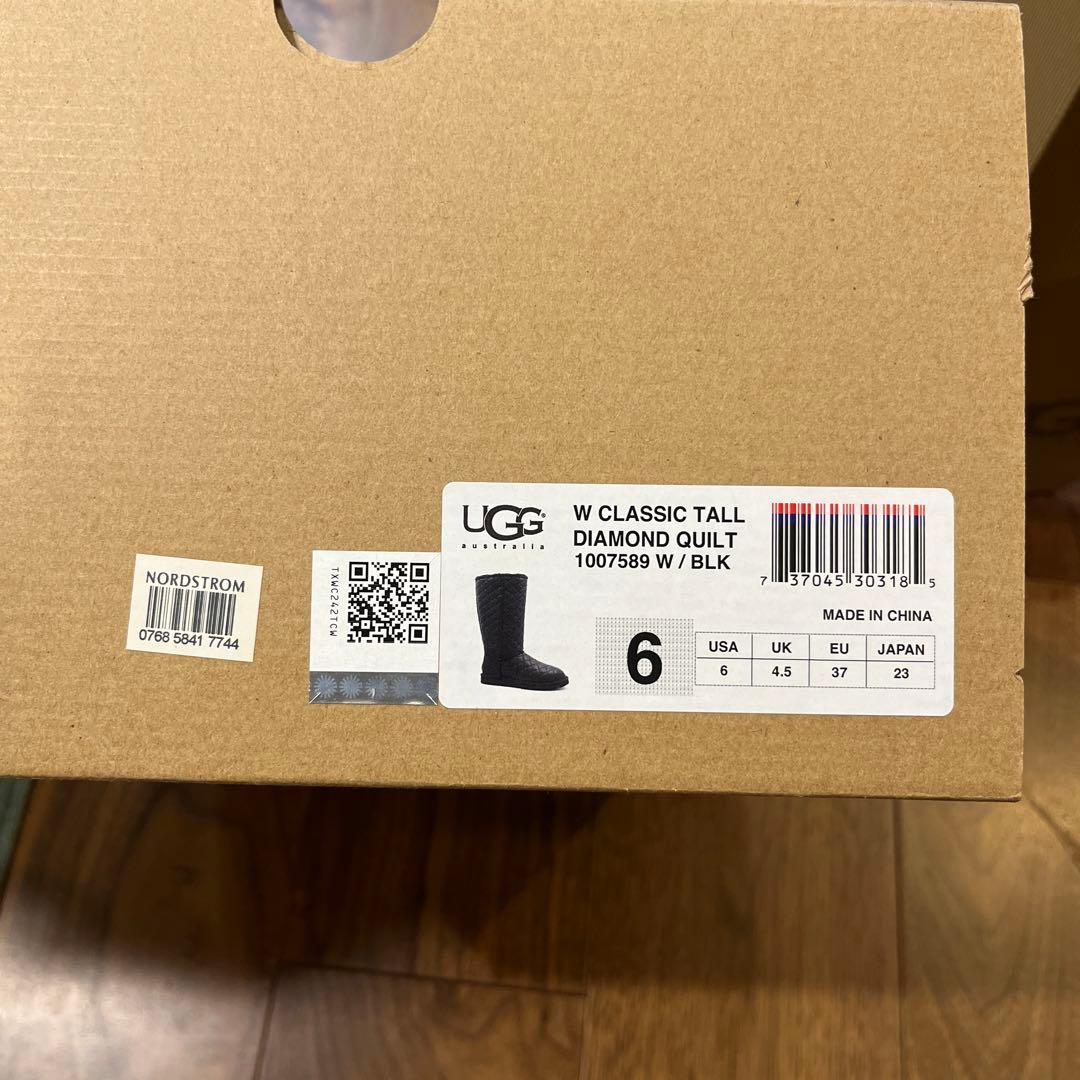 NORDSTROM
0768 5841 7744
TXWC242TCW
UGG®
australia
W CLASSIC TALL
DIAMOND QUILT
1007589 W / BLK
7 37045 30318 5
MADE IN CHINA
6
USA UK EU JAPAN
6 4.5 37 23